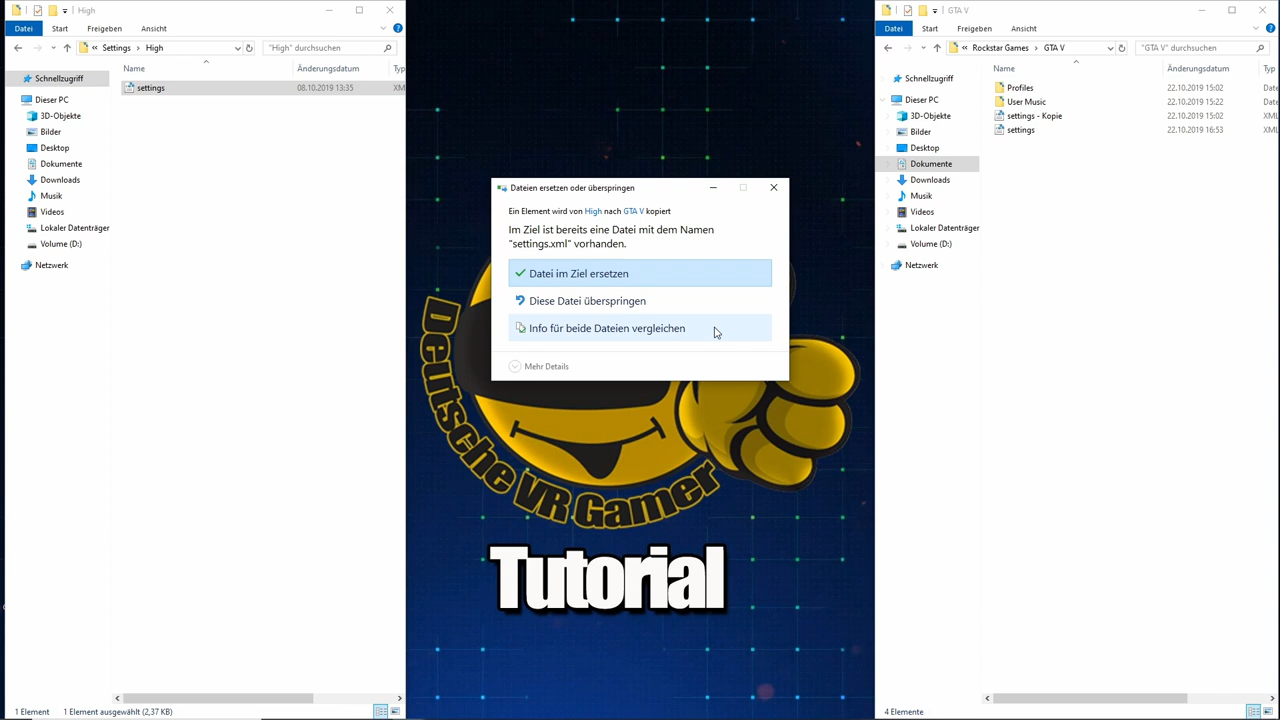 High
Datei Start Freigeben Ansicht
« Settings › High "High" durchsuchen
Name Änderungsdatum Typ
settings 08.10.2019 13:35 XM
Schnellzugriff
Dieser PC
3D-Objekte
Bilder
Desktop
Dokumente
Downloads
Musik
Videos
Lokaler Datenträger
Volume (D:)
Netzwerk
1 Element 1 Element ausgewählt (2,37 KB)
Dateien ersetzen oder überspringen
Ein Element wird von High nach GTA V kopiert
Im Ziel ist bereits eine Datei mit dem Namen
"settings.xml" vorhanden.
Datei im Ziel ersetzen
Diese Datei überspringen
Info für beide Dateien vergleichen
Mehr Details
Deutsche VR Gamer
Tutorial
GTA V
Datei Start Freigeben Ansicht
« Rockstar Games › GTA V "GTA V" durchsuchen
Name Änderungsdatum Typ
Profiles 22.10.2019 15:02 Date
User Music 22.10.2019 15:22 Date
settings - Kopie 22.10.2019 15:02 XML
settings 22.10.2019 16:53 XML
Schnellzugriff
Dieser PC
3D-Objekte
Bilder
Desktop
Dokumente
Downloads
Musik
Videos
Lokaler Datenträger
Volume (D:)
Netzwerk
4 Elemente